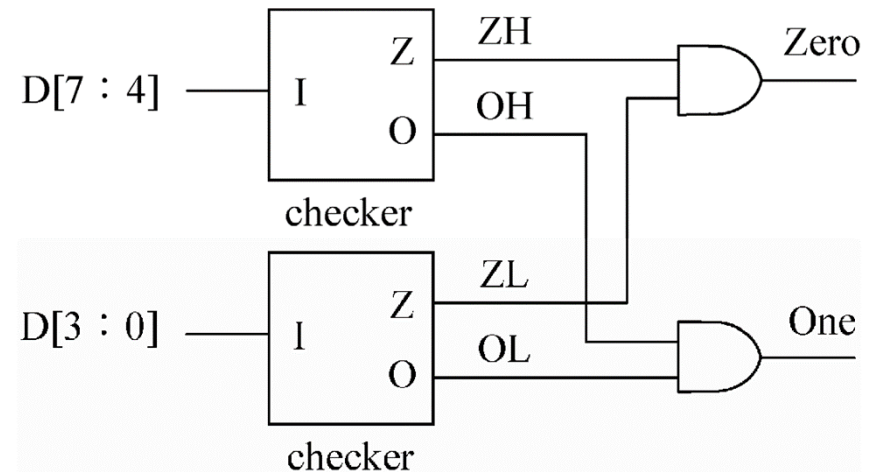 ZH
Zero
Z
D[7：4]
I
OH
O
checker
ZL
Z
One
D[3：0]
I
OL
O
checker